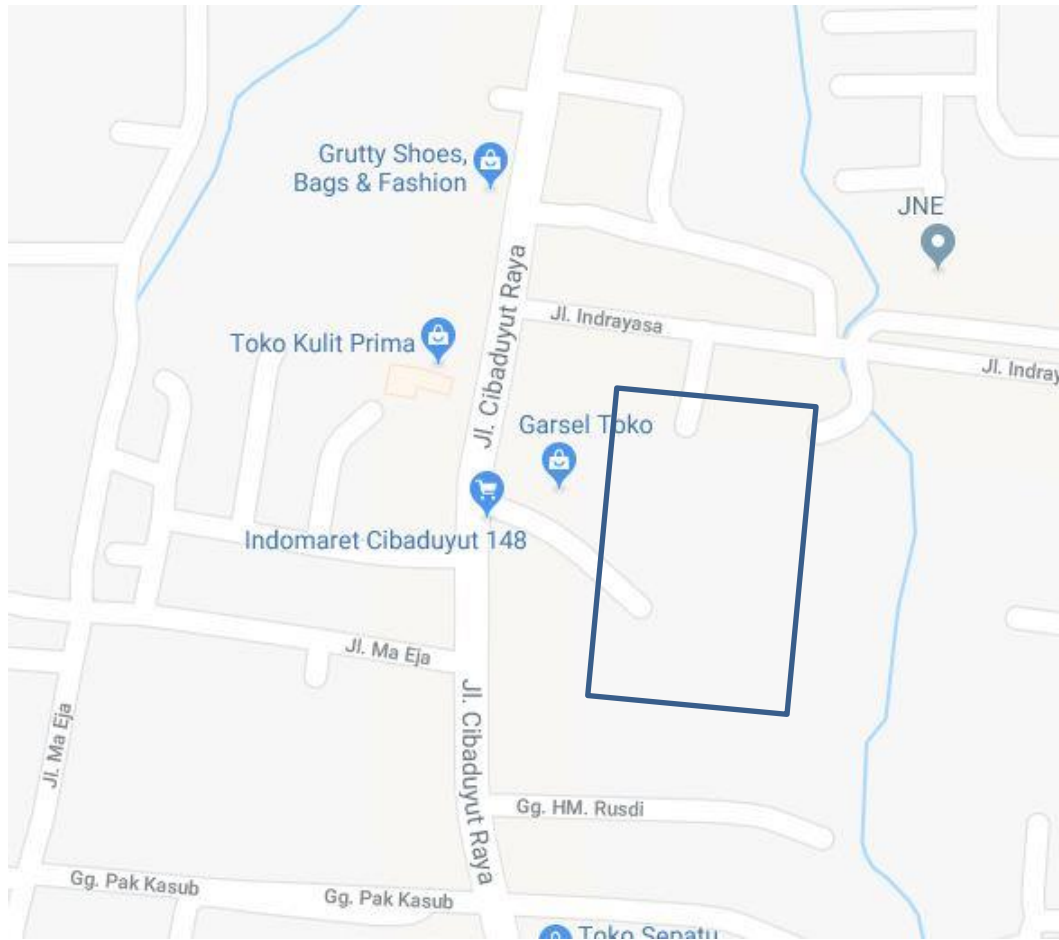 Grutty Shoes,
Bags & Fashion
JNE
Jl. Cibaduyut Raya
Jl. Indrayasa
Toko Kulit Prima
Jl. Indray
Garsel Toko
Indomaret Cibaduyut 148
Jl. Ma Eja
Jl. Ma Eja
Jl. Cibaduyut Raya
Gg. HM. Rusdi
Gg. Pak Kasub
Gg. Pak Kasub
Toko Sepatu